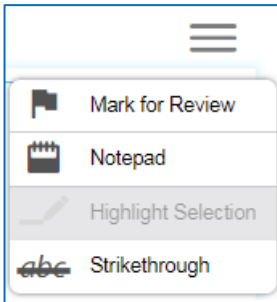 Mark for Review
Notepad
Highlight Selection
abc Strikethrough